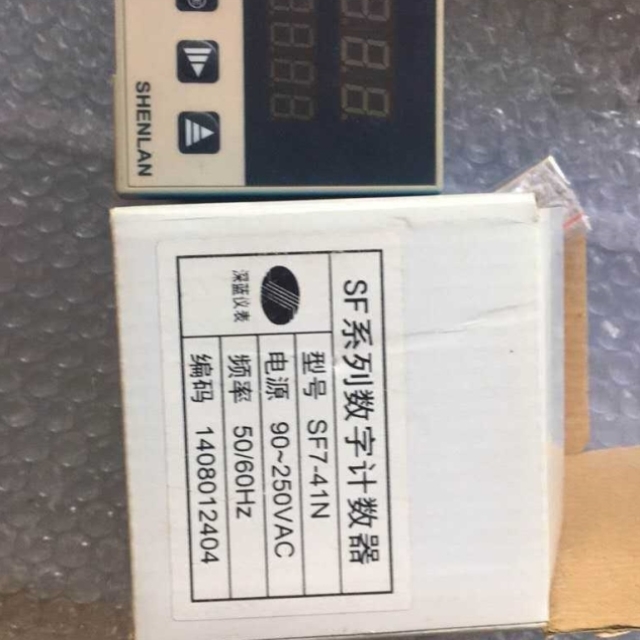 SHENLAN
SF系列数字计数器
深蓝仪表
型号 SF7-41N
电源 90~250VAC
频率 50/60Hz
编码 1408012404